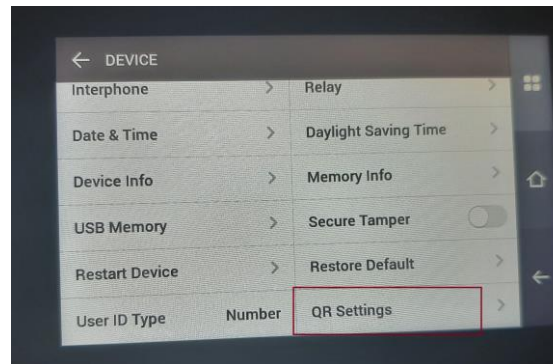 ← DEVICE
Interphone > Relay >
Date & Time > Daylight Saving Time >
Device Info > Memory Info >
USB Memory > Secure Tamper
Restart Device > Restore Default >
User ID Type Number QR Settings >